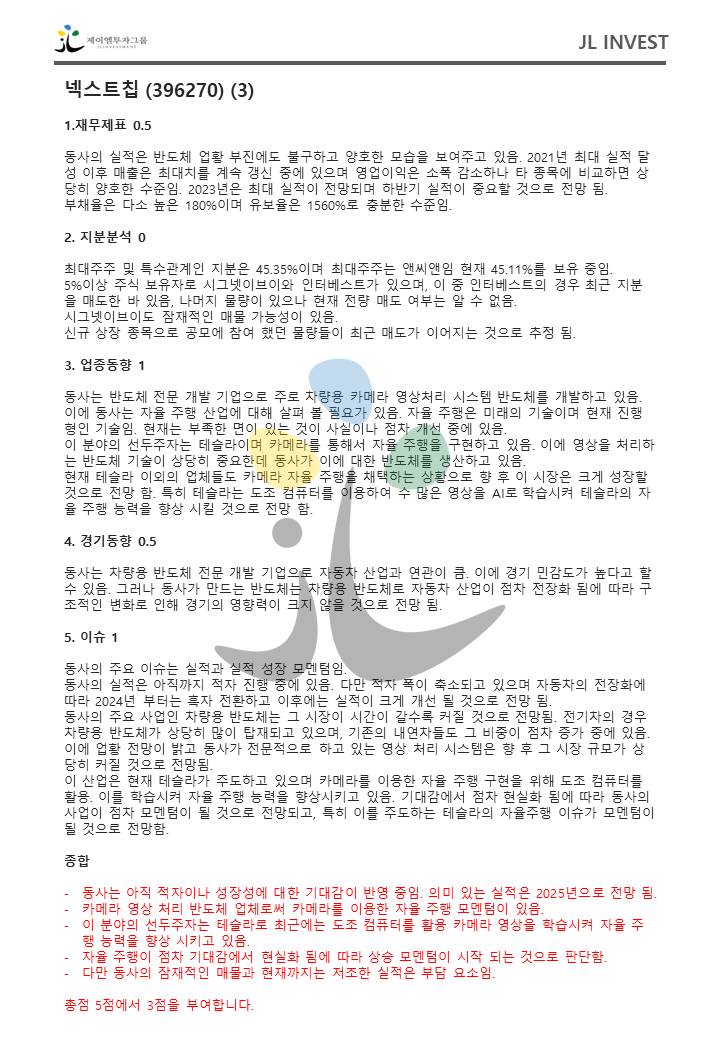 제이엘투자그룹
JL INVESTMENT
JL INVEST
넥스트칩 (396270) (3)
1.재무제표 0.5
동사의 실적은 반도체 업황 부진에도 불구하고 양호한 모습을 보여주고 있음. 2021년 최대 실적 달
성 이후 매출은 최대치를 계속 갱신 중에 있으며 영업이익은 소폭 감소하나 타 종목에 비교하면 상
당히 양호한 수준임. 2023년은 최대 실적이 전망되며 하반기 실적이 중요할 것으로 전망 됨.
부채율은 다소 높은 180%이며 유보율은 1560%로 충분한 수준임.
2. 지분분석 0
최대주주 및 특수관계인 지분은 45.35%이며 최대주주는 앤씨앤임 현재 45.11%를 보유 중임.
5%이상 주식 보유자로 시그넷이브이와 인터베스트가 있으며, 이 중 인터베스트의 경우 최근 지분
을 매도한 바 있음, 나머지 물량이 있으나 현재 전량 매도 여부는 알 수 없음.
시그넷이브이도 잠재적인 매물 가능성이 있음.
신규 상장 종목으로 공모에 참여 했던 물량들이 최근 매도가 이어지는 것으로 추정 됨.
3. 업종동향 1
동사는 반도체 전문 개발 기업으로 주로 차량용 카메라 영상처리 시스템 반도체를 개발하고 있음.
이에 동사는 자율 주행 산업에 대해 살펴 볼 필요가 있음. 자율 주행은 미래의 기술이며 현재 진행
형인 기술임. 현재는 부족한 면이 있는 것이 사실이나 점차 개선 중에 있음.
이 분야의 선두주자는 테슬라이며 카메라를 통해서 자율 주행을 구현하고 있음. 이에 영상을 처리하
는 반도체 기술이 상당히 중요한데 동사가 이에 대한 반도체를 생산하고 있음.
현재 테슬라 이외의 업체들도 카메라 자율 주행을 채택하는 상황으로 향 후 이 시장은 크게 성장할
것으로 전망 함. 특히 테슬라는 도조 컴퓨터를 이용하여 수 많은 영상을 AI로 학습시켜 테슬라의 자
율 주행 능력을 향상 시킬 것으로 전망 함.
4. 경기동향 0.5
동사는 차량용 반도체 전문 개발 기업으로 자동차 산업과 연관이 큼. 이에 경기 민감도가 높다고 할
수 있음. 그러나 동사가 만드는 반도체는 차량용 반도체로 자동차 산업이 점차 전장화 됨에 따라 구
조적인 변화로 인해 경기의 영향력이 크지 않을 것으로 전망 됨.
5. 이슈 1
동사의 주요 이슈는 실적과 실적 성장 모멘텀임.
동사의 실적은 아직까지 적자 진행 중에 있음. 다만 적자 폭이 축소되고 있으며 자동차의 전장화에
따라 2024년 부터는 흑자 전환하고 이후에는 실적이 크게 개선 될 것으로 전망 됨.
동사의 주요 사업인 차량용 반도체는 그 시장이 시간이 갈수록 커질 것으로 전망됨. 전기차의 경우
차량용 반도체가 상당히 많이 탑재되고 있으며, 기존의 내연차들도 그 비중이 점차 증가 중에 있음.
이에 업황 전망이 밝고 동사가 전문적으로 하고 있는 영상 처리 시스템은 향 후 그 시장 규모가 상
당히 커질 것으로 전망됨.
이 산업은 현재 테슬라가 주도하고 있으며 카메라를 이용한 자율 주행 구현을 위해 도조 컴퓨터를
활용. 이를 학습시켜 자율 주행 능력을 향상시키고 있음. 기대감에서 점차 현실화 됨에 따라 동사의
사업이 점차 모멘텀이 될 것으로 전망되고, 특히 이를 주도하는 테슬라의 자율주행 이슈가 모멘텀이
될 것으로 전망함.
종합
- 동사는 아직 적자이나 성장성에 대한 기대감이 반영 중임. 의미 있는 실적은 2025년으로 전망 됨.
- 카메라 영상 처리 반도체 업체로써 카메라를 이용한 자율 주행 모멘텀이 있음.
- 이 분야의 선두주자는 테슬라로 최근에는 도조 컴퓨터를 활용 카메라 영상을 학습시켜 자율 주
행 능력을 향상 시키고 있음.
- 자율 주행이 점차 기대감에서 현실화 됨에 따라 상승 모멘텀이 시작 되는 것으로 판단함.
- 다만 동사의 잠재적인 매물과 현재까지는 저조한 실적은 부담 요소임.
총점 5점에서 3점을 부여합니다.